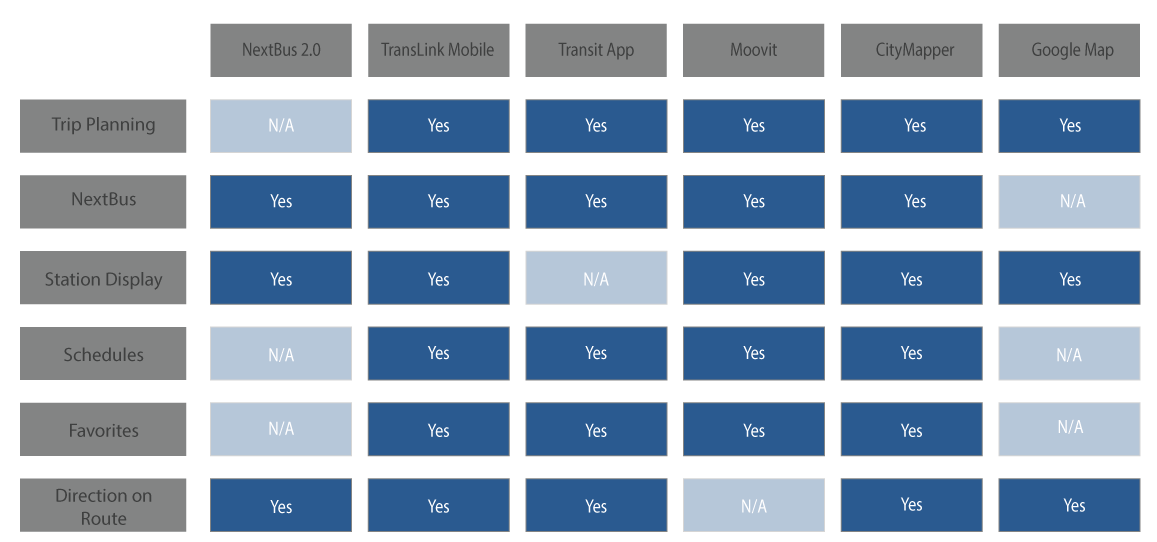 NextBus 2.0 TransLink Mobile Transit App Moovit CityMapper Google Map
Trip Planning N/A Yes Yes Yes Yes Yes
NextBus Yes Yes Yes Yes Yes N/A
Station Display Yes Yes N/A Yes Yes Yes
Schedules N/A Yes Yes Yes Yes N/A
Favorites N/A Yes Yes Yes Yes N/A
Direction on
Route Yes Yes Yes N/A Yes Yes